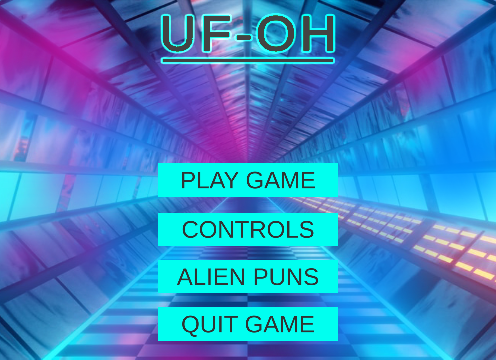 UF-OH
PLAY GAME
CONTROLS
ALIEN PUNS
QUIT GAME